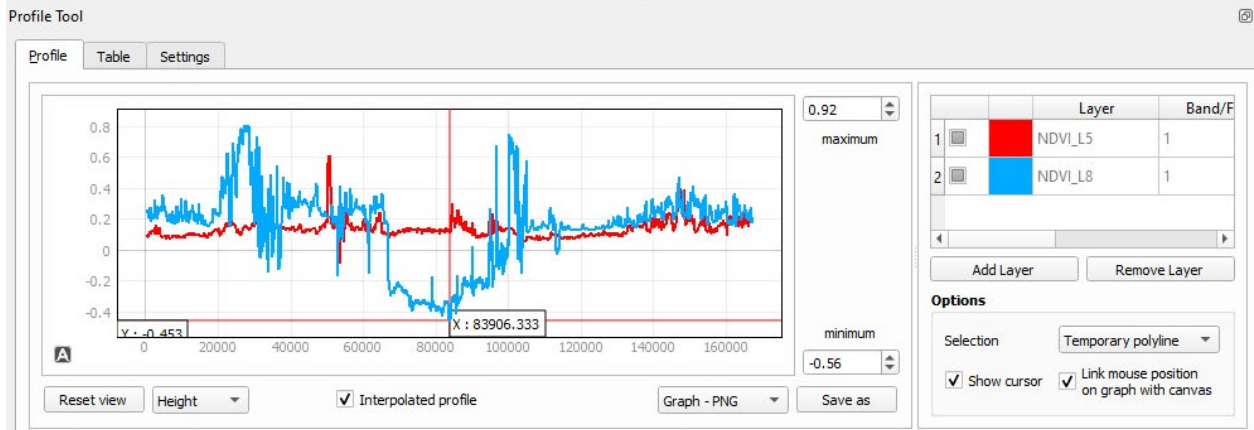 Profile Tool
Profile Table Settings
0.8
0.6
0.4
0.2
0
-0.2
-0.4
Y : -0.453
X : 83906.333
0 20000 40000 60000 80000 100000 120000 140000 160000
A
0.92
maximum
minimum
-0.56
Reset view Height Interpolated profile Graph - PNG Save as
Layer Band/F
1 NDVI_L5 1
2 NDVI_L8 1
Add Layer Remove Layer
Options
Selection Temporary polyline
Show cursor Link mouse position
on graph with canvas